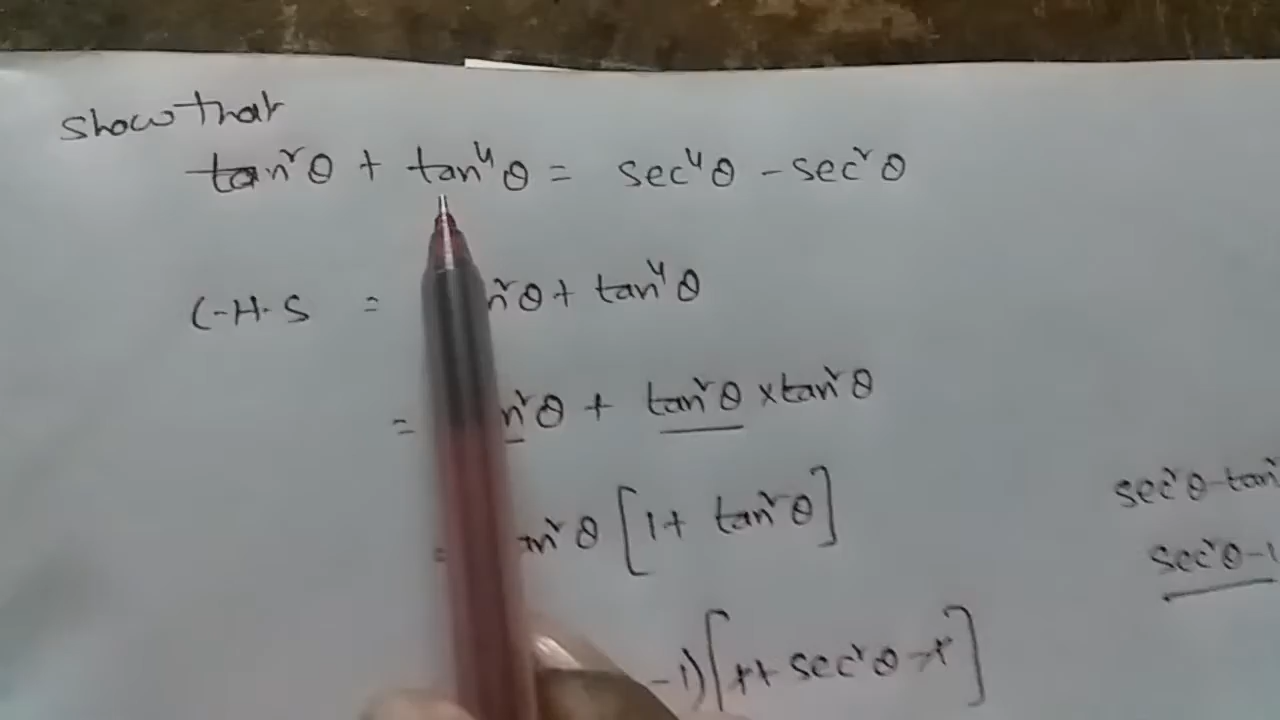 show that
tan²θ + tan⁴θ = sec⁴θ - sec²θ
L-H-S = n²θ + tan⁴θ
= n²θ + tan²θ × tan²θ
= n²θ [1 + tan²θ]
sec²θ - tan²
sec²θ - 1
-1) [1 + sec²θ - 1]